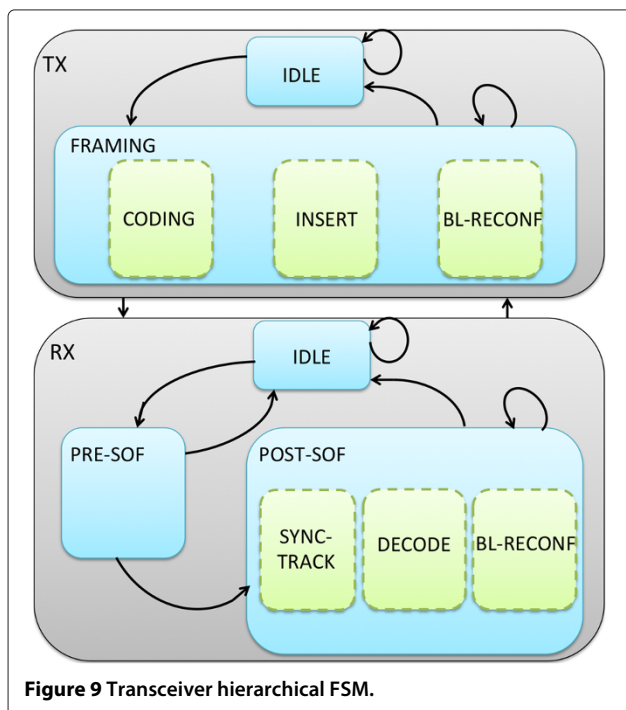 TX
IDLE
FRAMING
CODING
INSERT
BL-RECONF
RX
IDLE
PRE-SOF
POST-SOF
SYNC-
TRACK
DECODE
BL-RECONF
Figure 9 Transceiver hierarchical FSM.